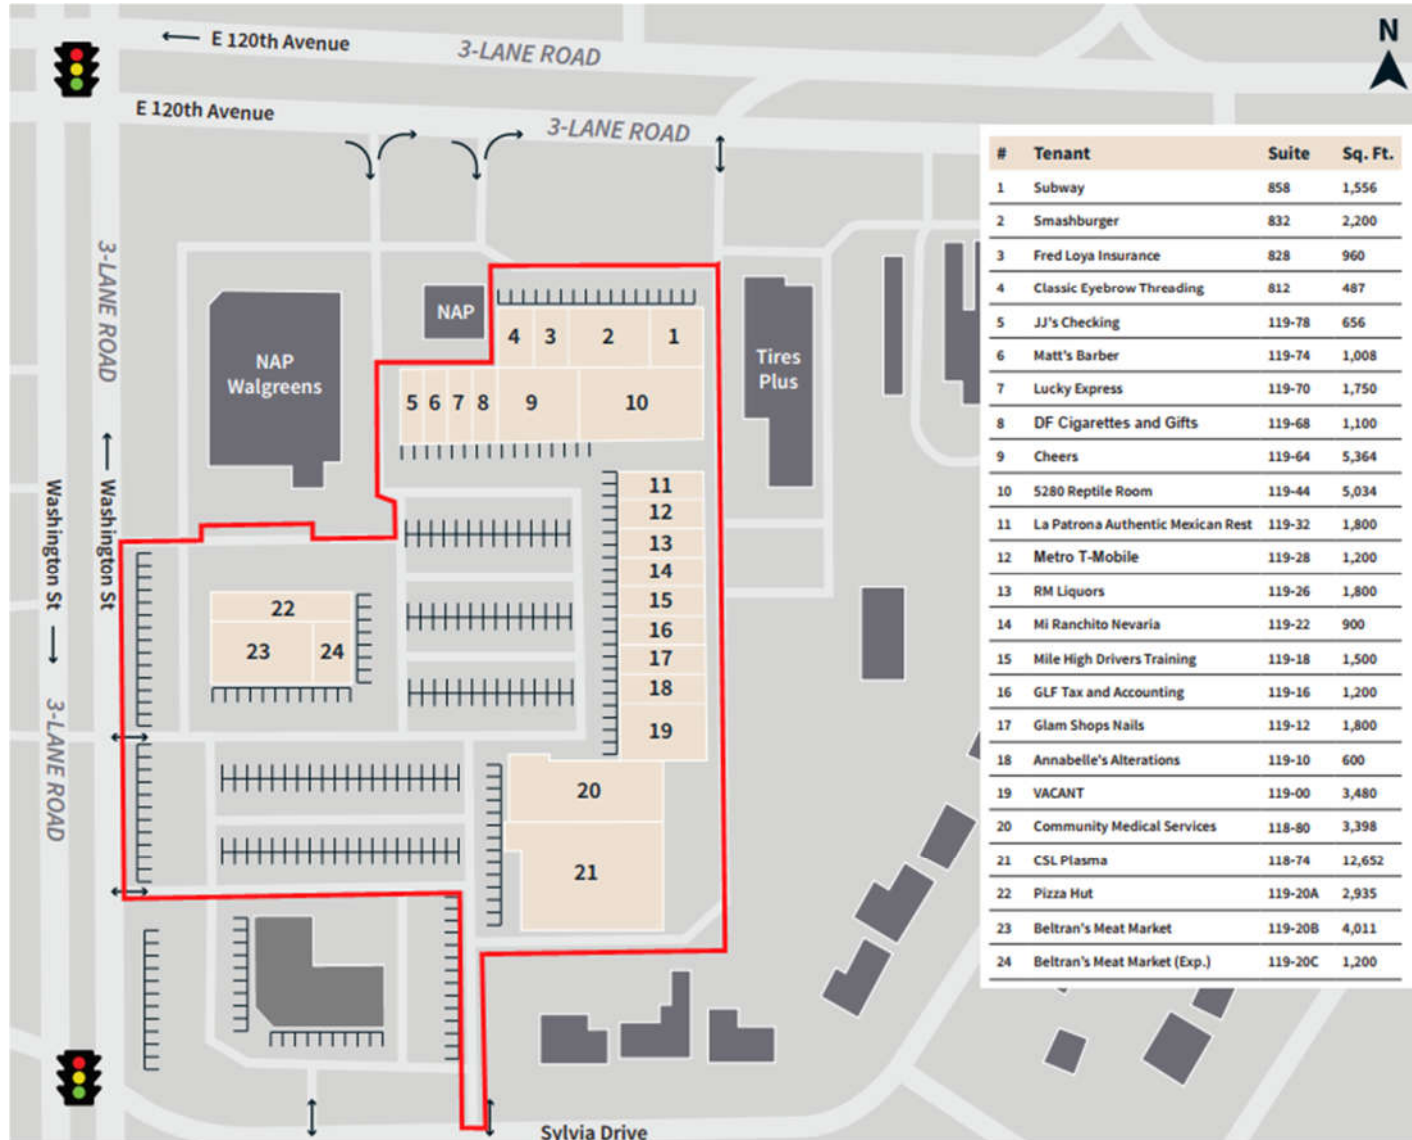 N
E 120th Avenue
3-LANE ROAD
E 120th Avenue
3-LANE ROAD
3-LANE ROAD
Washington St
Washington St
3-LANE ROAD
NAP
Walgreens
NAP
Tires
Plus
4 3 2 1
5 6 7 8 9 10
11
12
13
14
15
16
17
18
19
20
21
22
23 24
Sylvia Drive
# Tenant Suite Sq. Ft.
1 Subway 858 1,556
2 Smashburger 832 2,200
3 Fred Loya Insurance 828 960
4 Classic Eyebrow Threading 812 487
5 JJ's Checking 119-78 656
6 Matt's Barber 119-74 1,008
7 Lucky Express 119-70 1,750
8 DF Cigarettes and Gifts 119-68 1,100
9 Cheers 119-64 5,364
10 5280 Reptile Room 119-44 5,034
11 La Patrona Authentic Mexican Rest 119-32 1,800
12 Metro T-Mobile 119-28 1,200
13 RM Liquors 119-26 1,800
14 Mi Ranchito Nevaria 119-22 900
15 Mile High Drivers Training 119-18 1,500
16 GLF Tax and Accounting 119-16 1,200
17 Glam Shops Nails 119-12 1,800
18 Annabelle's Alterations 119-10 600
19 VACANT 119-00 3,480
20 Community Medical Services 118-80 3,398
21 CSL Plasma 118-74 12,652
22 Pizza Hut 119-20A 2,935
23 Beltran's Meat Market 119-20B 4,011
24 Beltran's Meat Market (Exp.) 119-20C 1,200